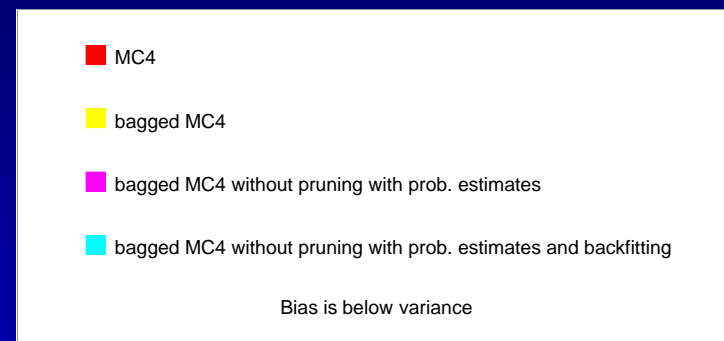 MC4
bagged MC4
bagged MC4 without pruning with prob. estimates
bagged MC4 without pruning with prob. estimates and backfitting
Bias is below variance